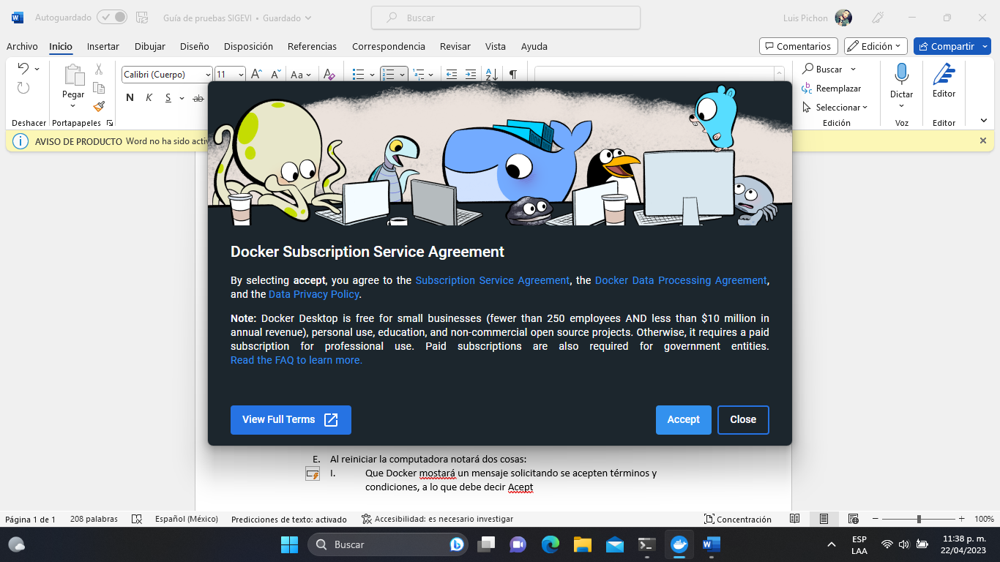 Autoguardado
Guía de pruebas SIGEVI • Guardado
Buscar
Luis Pichon
Archivo Inicio Insertar Dibujar Diseño Disposición Referencias Correspondencia Revisar Vista Ayuda
Comentarios Edición Compartir
Pegar
Calibri (Cuerpo) 11
N K S ab
Buscar
Reemplazar
Seleccionar
Dictar
Editor
Deshacer Portapapeles Edición Voz Editor
AVISO DE PRODUCTO Word no ha sido activ
Docker Subscription Service Agreement
By selecting accept, you agree to the Subscription Service Agreement, the Docker Data Processing Agreement,
and the Data Privacy Policy.
Note: Docker Desktop is free for small businesses (fewer than 250 employees AND less than $10 million in
annual revenue), personal use, education, and non-commercial open source projects. Otherwise, it requires a paid
subscription for professional use. Paid subscriptions are also required for government entities.
Read the FAQ to learn more.
View Full Terms Accept Close
E. Al reiniciar la computadora notará dos cosas:
I. Que Docker mostará un mensaje solicitando se acepten términos y
condiciones, a lo que debe decir Acept
Página 1 de 1 208 palabras Español (México) Predicciones de texto: activado Accesibilidad: es necesario investigar Concentración 100%
Buscar
ESP
LAA
11:38 p. m.
22/04/2023